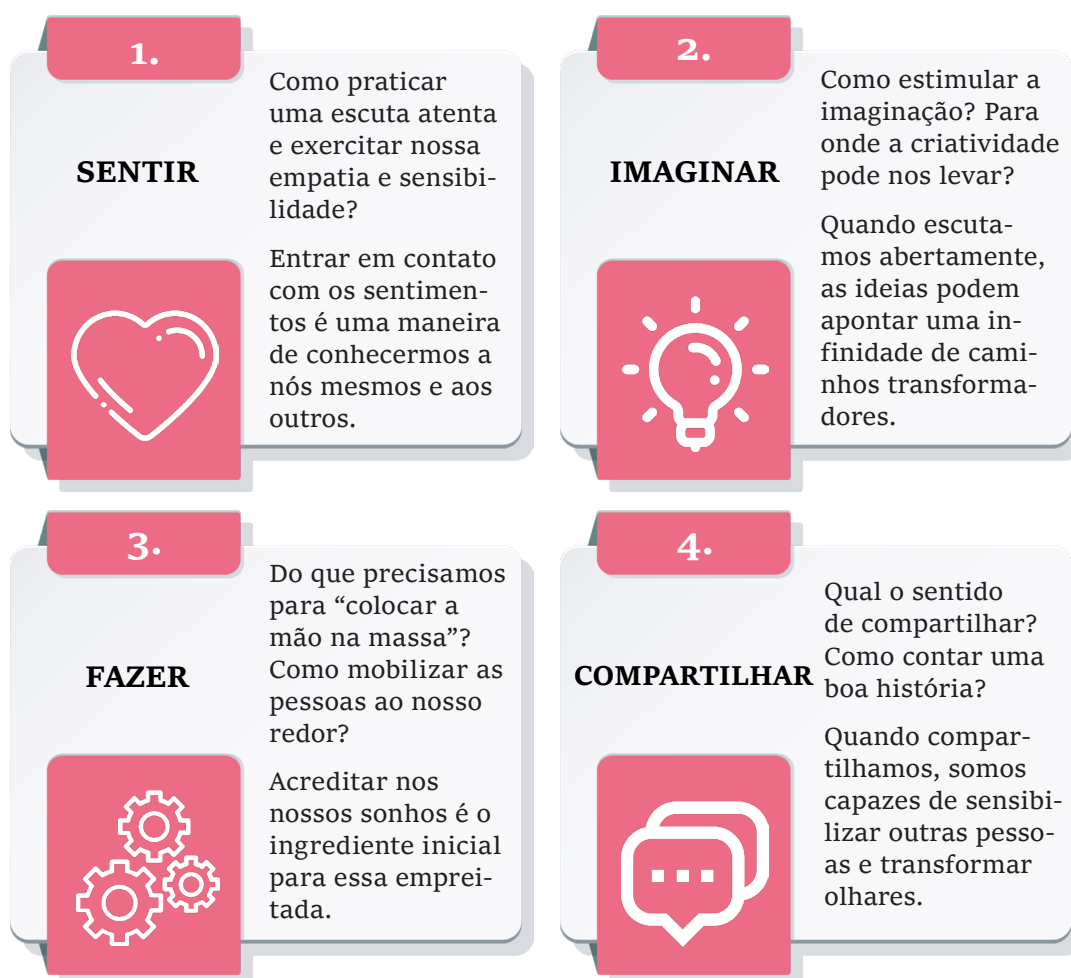 1.
SENTIR
Como praticar
uma escuta atenta
e exercitar nossa
empatia e sensibi-
lidade?
Entrar em contato
com os sentimen-
tos é uma maneira
de conhecermos a
nós mesmos e aos
outros.
2.
IMAGINAR
Como estimular a
imaginação? Para
onde a criatividade
pode nos levar?
Quando escuta-
mos abertamente,
as ideias podem
apontar uma in-
finidade de cami-
nhos transforma-
dores.
3.
FAZER
Do que precisamos
para “colocar a
mão na massa”?
Como mobilizar as
pessoas ao nosso
redor?
Acreditar nos
nossos sonhos é o
ingrediente inicial
para essa emprei-
tada.
4.
COMPARTILHAR
Qual o sentido
de compartilhar?
Como contar uma
boa história?
Quando compar-
tilhamos, somos
capazes de sensibi-
lizar outras pesso-
as e transformar
olhares.